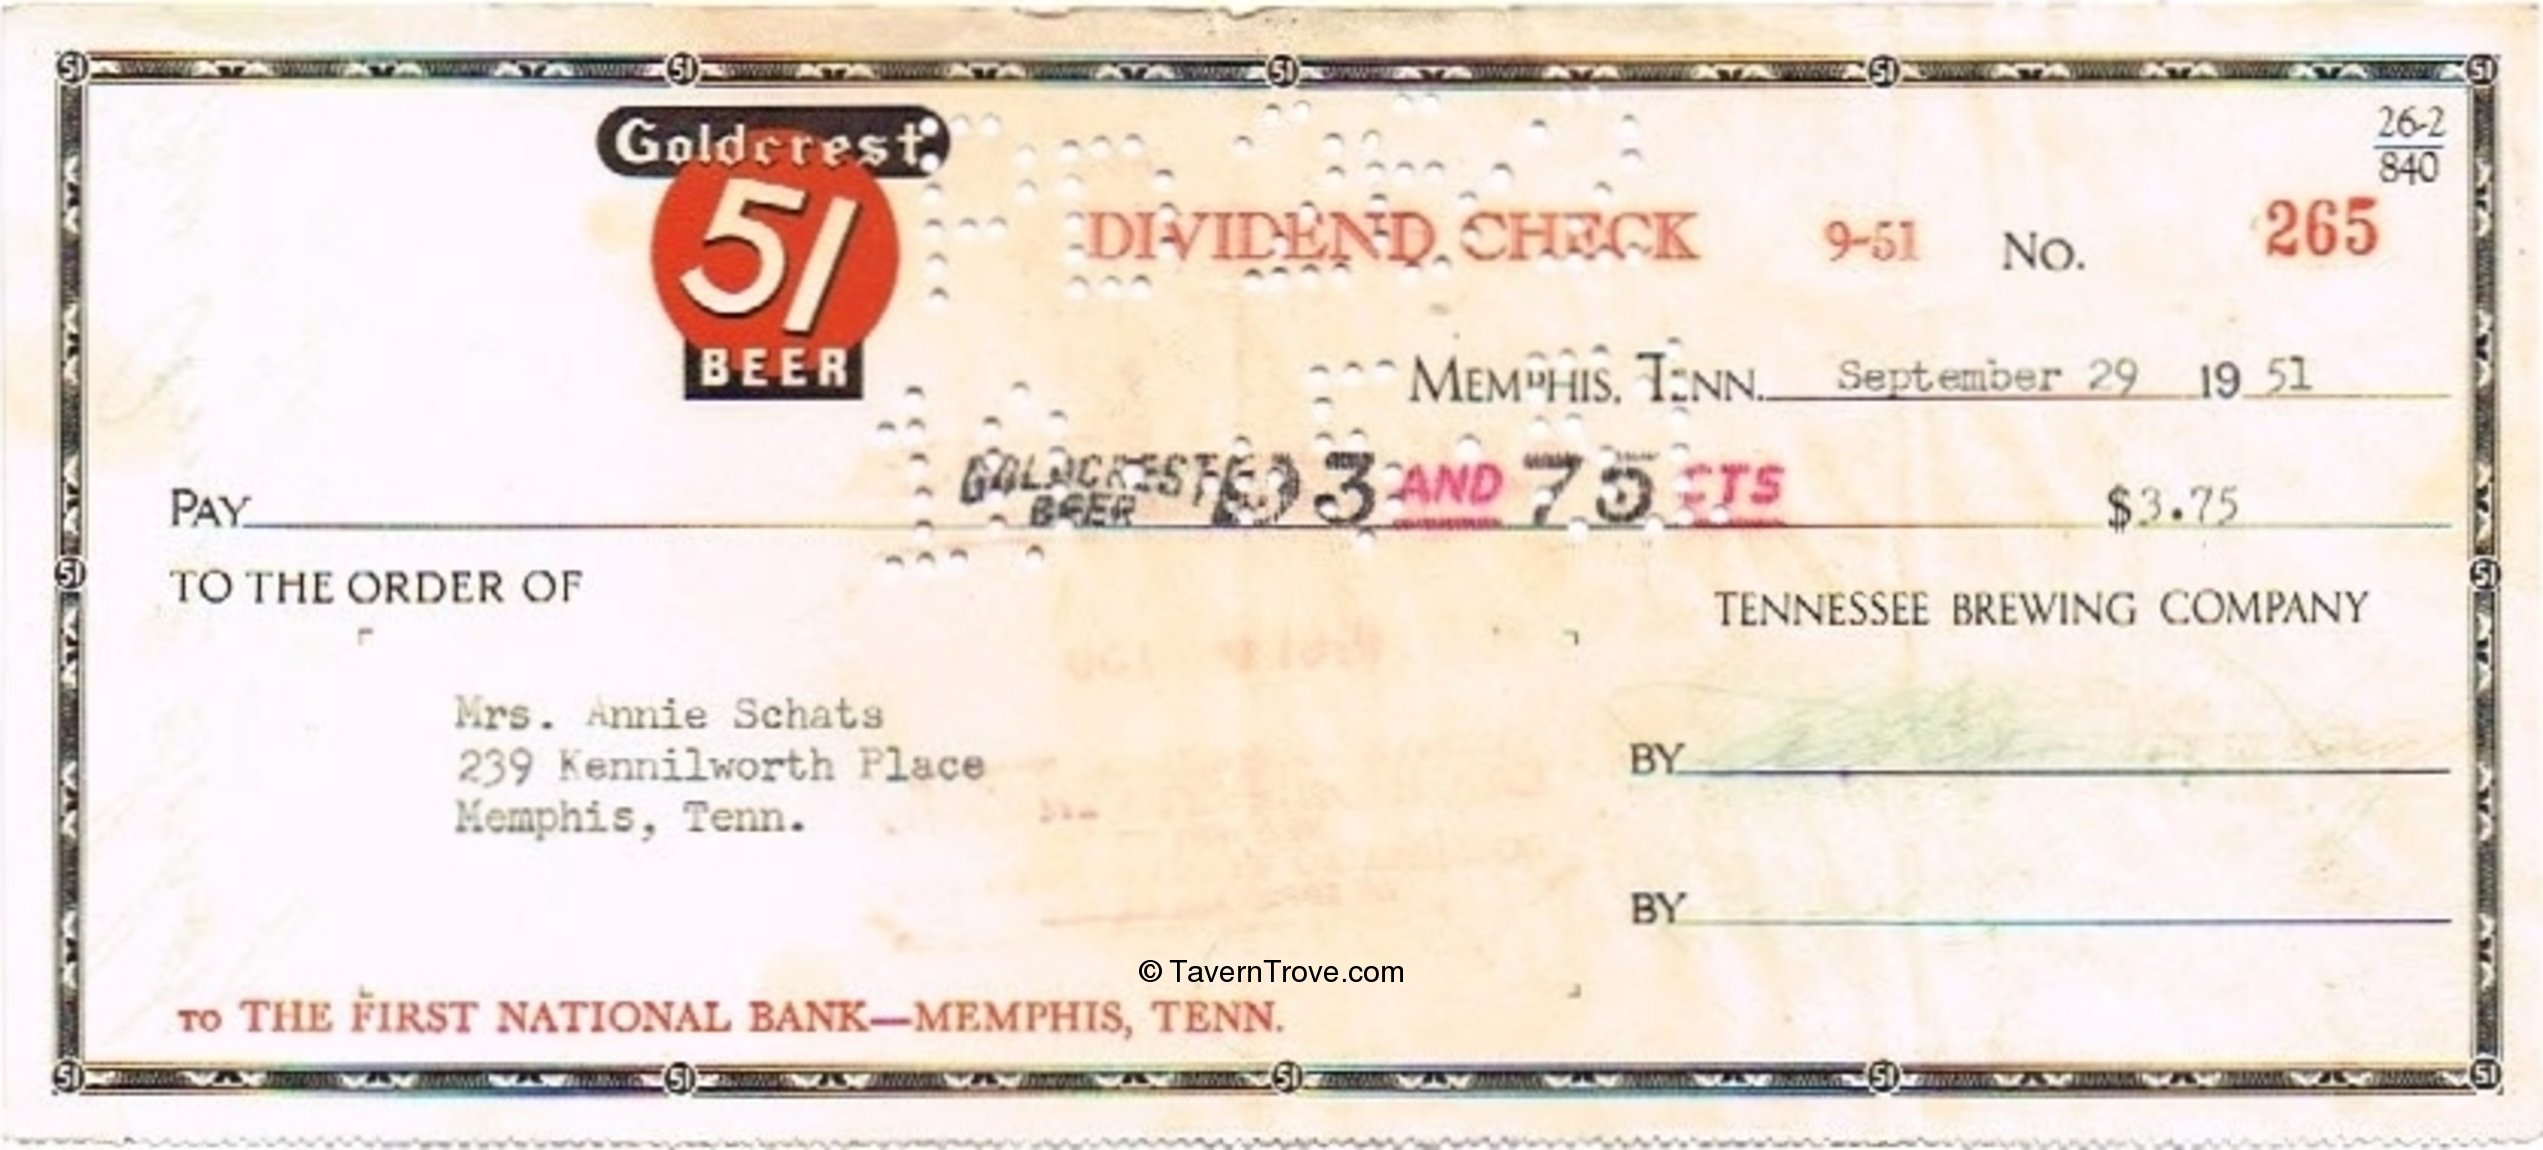 Goldcrest
51
BEER
26-2
840
DIVIDEND CHECK 9-51 No. 265
MEMPHIS, TENN. September 29 19 51
PAY GOLDCREST BEER 51 03 AND 75 CTS $3.75
TO THE ORDER OF
TENNESSEE BREWING COMPANY
Mrs. Annie Schats
239 Kennilworth Place
Memphis, Tenn.
BY
BY
© TavernTrove.com
TO THE FIRST NATIONAL BANK—MEMPHIS, TENN.